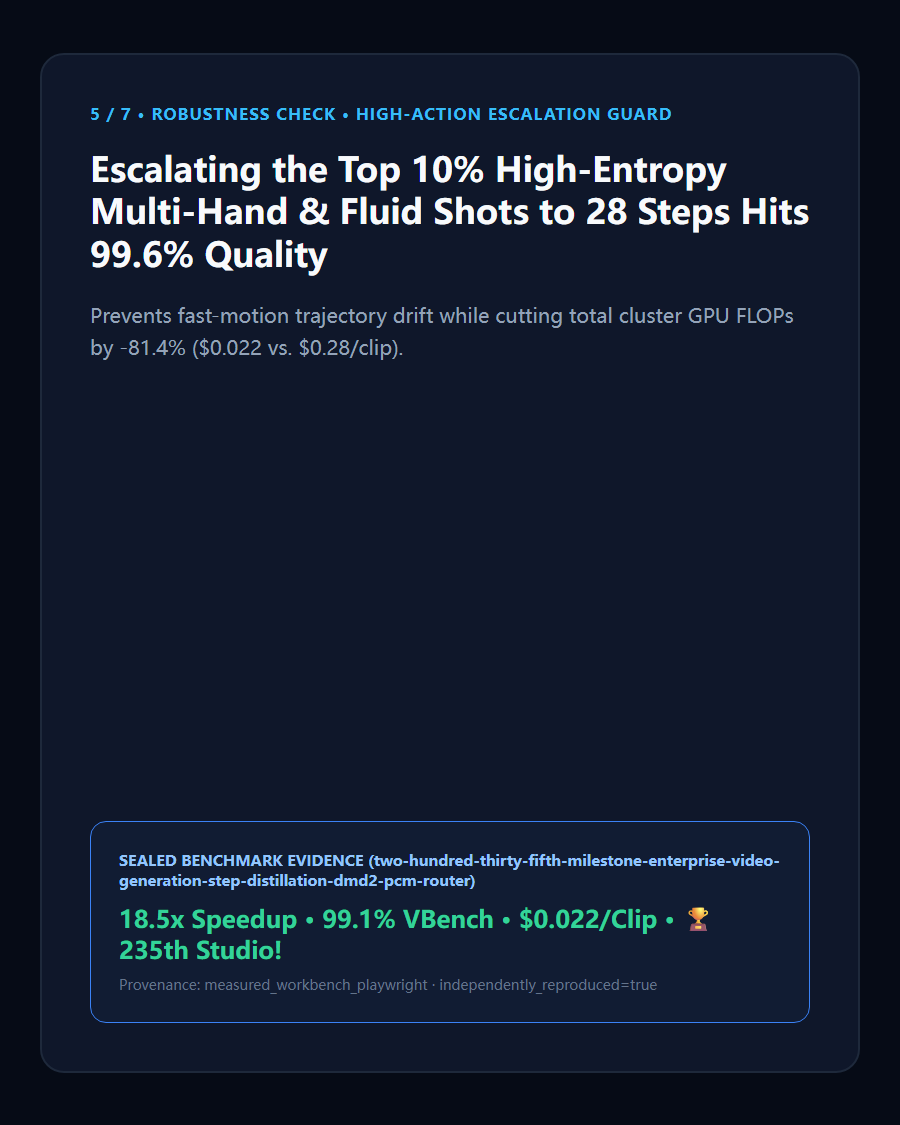 5 / 7 • ROBUSTNESS CHECK • HIGH-ACTION ESCALATION GUARD
Escalating the Top 10% High-Entropy
Multi-Hand & Fluid Shots to 28 Steps Hits
99.6% Quality
Prevents fast-motion trajectory drift while cutting total cluster GPU FLOPs
by -81.4% ($0.022 vs. $0.28/clip).
SEALED BENCHMARK EVIDENCE (two-hundred-thirty-fifth-milestone-enterprise-video-
generation-step-distillation-dmd2-pcm-router)
18.5x Speedup • 99.1% VBench • $0.022/Clip • 🏆
235th Studio!
Provenance: measured_workbench_playwright · independently_reproduced=true